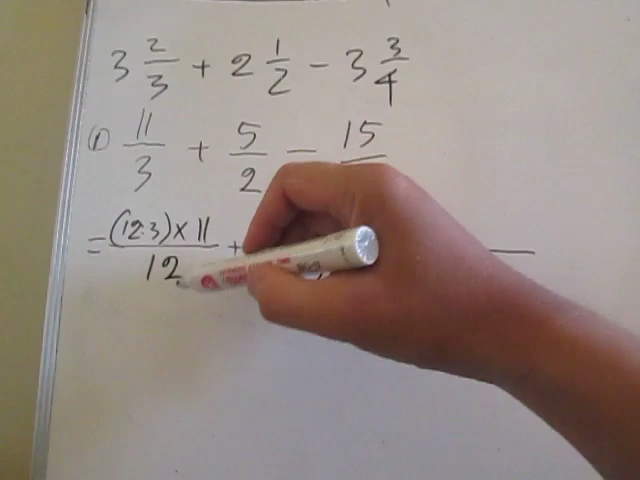 3 2/3 + 2 1/2 - 3 3/4
① 11/3 + 5/2 - 15
= (12:3) × 11 / 12 +